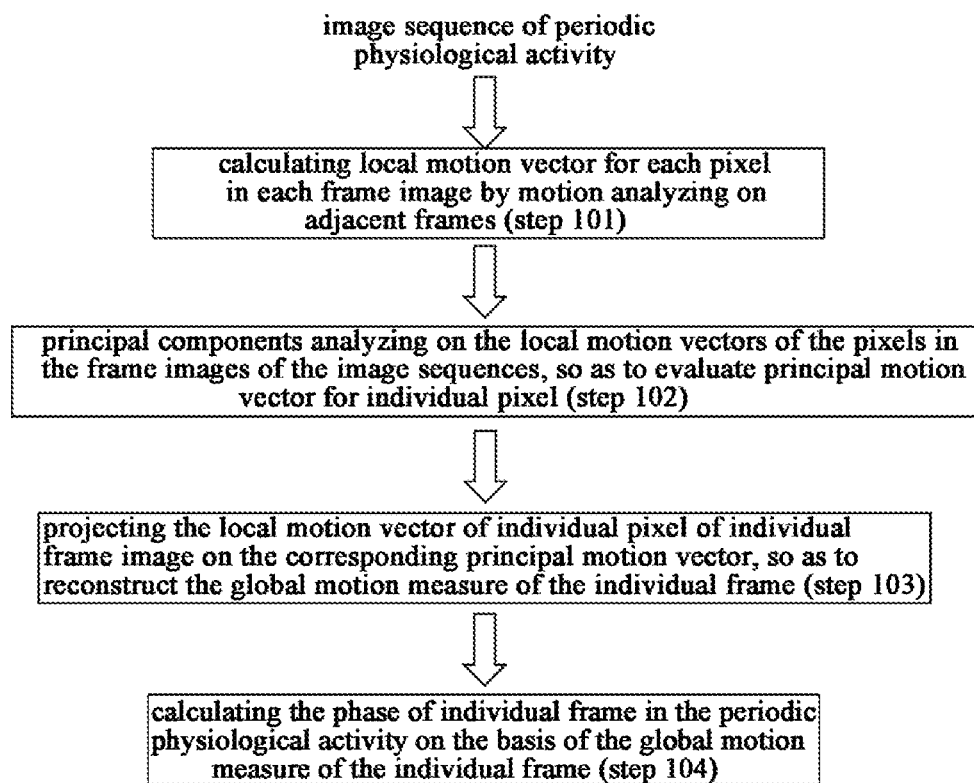 image sequence of periodic
physiological activity
calculating local motion vector for each pixel
in each frame image by motion analyzing on
adjacent frames (step 101)
principal components analyzing on the local motion vectors of the pixels in
the frame images of the image sequences, so as to evaluate principal motion
vector for individual pixel (step 102)
projecting the local motion vector of individual pixel of individual
frame image on the corresponding principal motion vector, so as to
reconstruct the global motion measure of the individual frame (step 103)
calculating the phase of individual frame in the periodic
physiological activity on the basis of the global motion
measure of the individual frame (step 104)